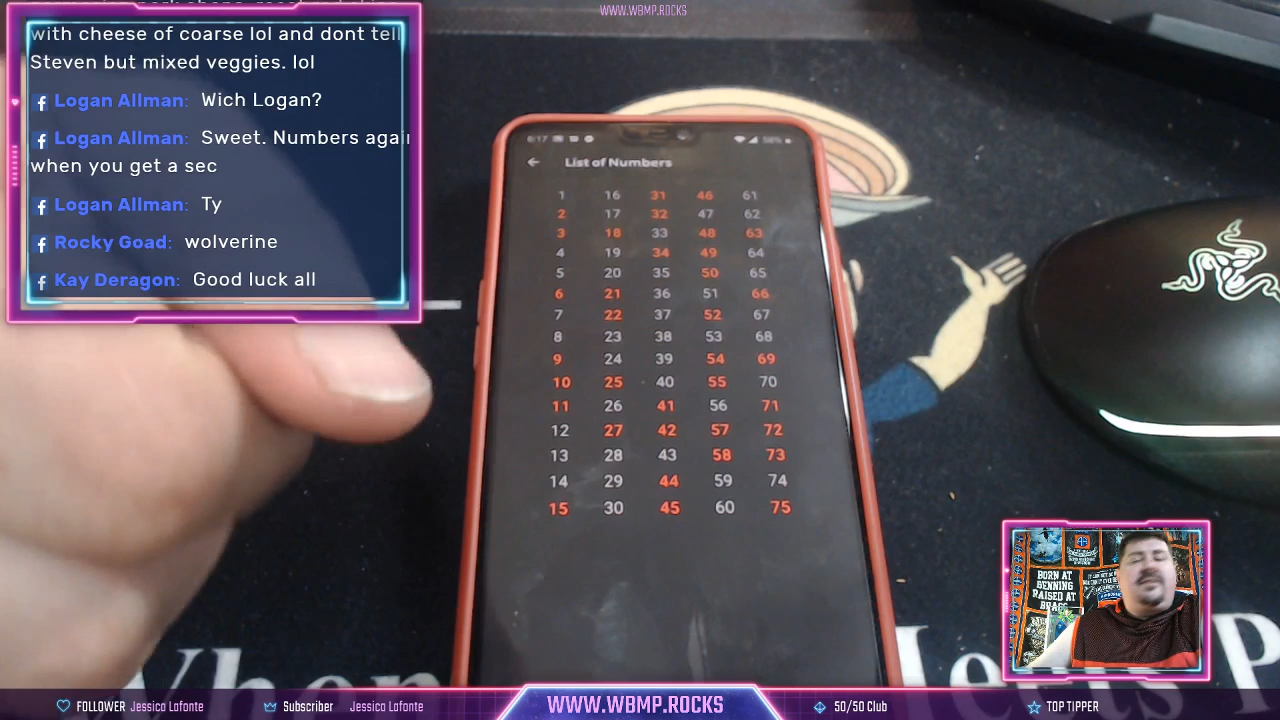 WWW.WBMP.ROCKS
with cheese of coarse lol and dont tell
Steven but mixed veggies. lol
Logan Allman: Wich Logan?
Logan Allman: Sweet. Numbers again
when you get a sec
Logan Allman: Ty
Rocky Goad: wolverine
Kay Deragon: Good luck all
6:17
List of Numbers
1 16 31 46 61
2 17 32 47 62
3 18 33 48 63
4 19 34 49 64
5 20 35 50 65
6 21 36 51 66
7 22 37 52 67
8 23 38 53 68
9 24 39 54 69
10 25 40 55 70
11 26 41 56 71
12 27 42 57 72
13 28 43 58 73
14 29 44 59 74
15 30 45 60 75
BORN AT
BENNING
RAISED AT
BRAGG
When
FOLLOWER Jessica Lafonte
Subscriber Jessica Lafonte
WWW.WBMP.ROCKS
50/50 Club
TOP TIPPER